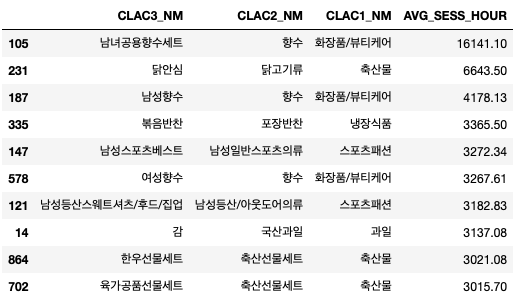 CLAC3_NM CLAC2_NM CLAC1_NM AVG_SESS_HOUR
105 남녀공용향수세트 향수 화장품/뷰티케어 16141.10
231 닭안심 닭고기류 축산물 6643.50
187 남성향수 향수 화장품/뷰티케어 4178.13
335 볶음반찬 포장반찬 냉장식품 3365.50
147 남성스포츠베스트 남성일반스포츠의류 스포츠패션 3272.34
578 여성향수 향수 화장품/뷰티케어 3267.61
121 남성등산스웨트셔츠/후드/집업 남성등산/아웃도어의류 스포츠패션 3182.83
14 감 국산과일 과일 3137.08
864 한우선물세트 축산선물세트 축산물 3021.08
702 육가공품선물세트 축산선물세트 축산물 3015.70